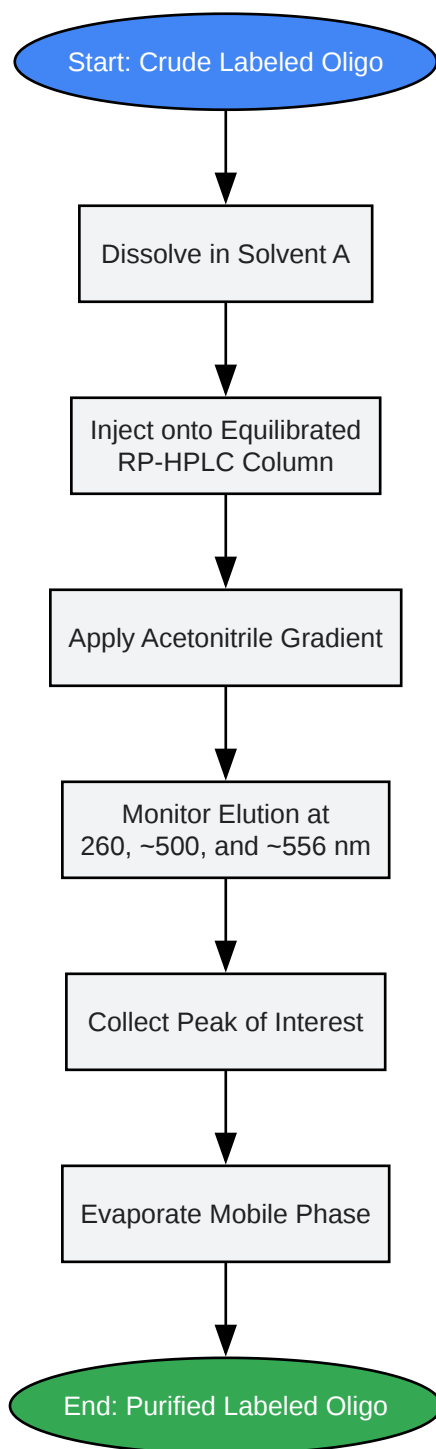 Start: Crude Labeled Oligo
Dissolve in Solvent A
Inject onto Equilibrated
RP-HPLC Column
Apply Acetonitrile Gradient
Monitor Elution at
260, ~500, and ~556 nm
Collect Peak of Interest
Evaporate Mobile Phase
End: Purified Labeled Oligo